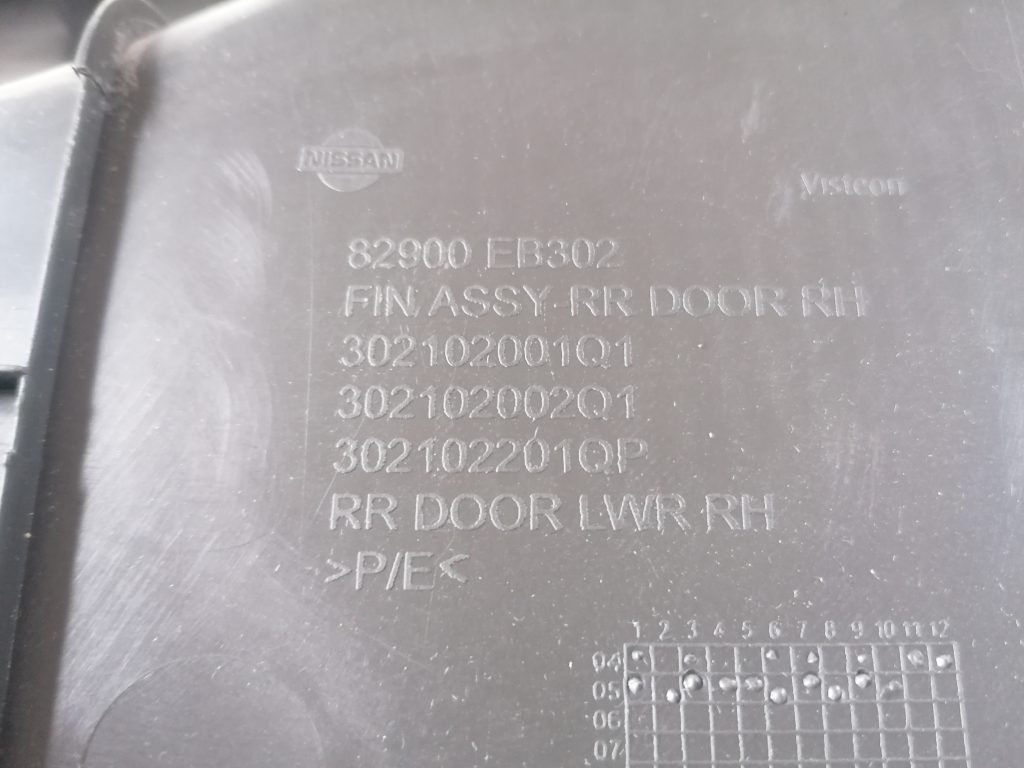 NISSAN
Visteon
82900 EB302
FIN ASSY-RR DOOR RH
302102001Q1
302102002Q1
302102201QP
RR DOOR LWR RH
>P/E<
1 2 3 4 5 6 7 8 9 10 11 12
04
05
06
07